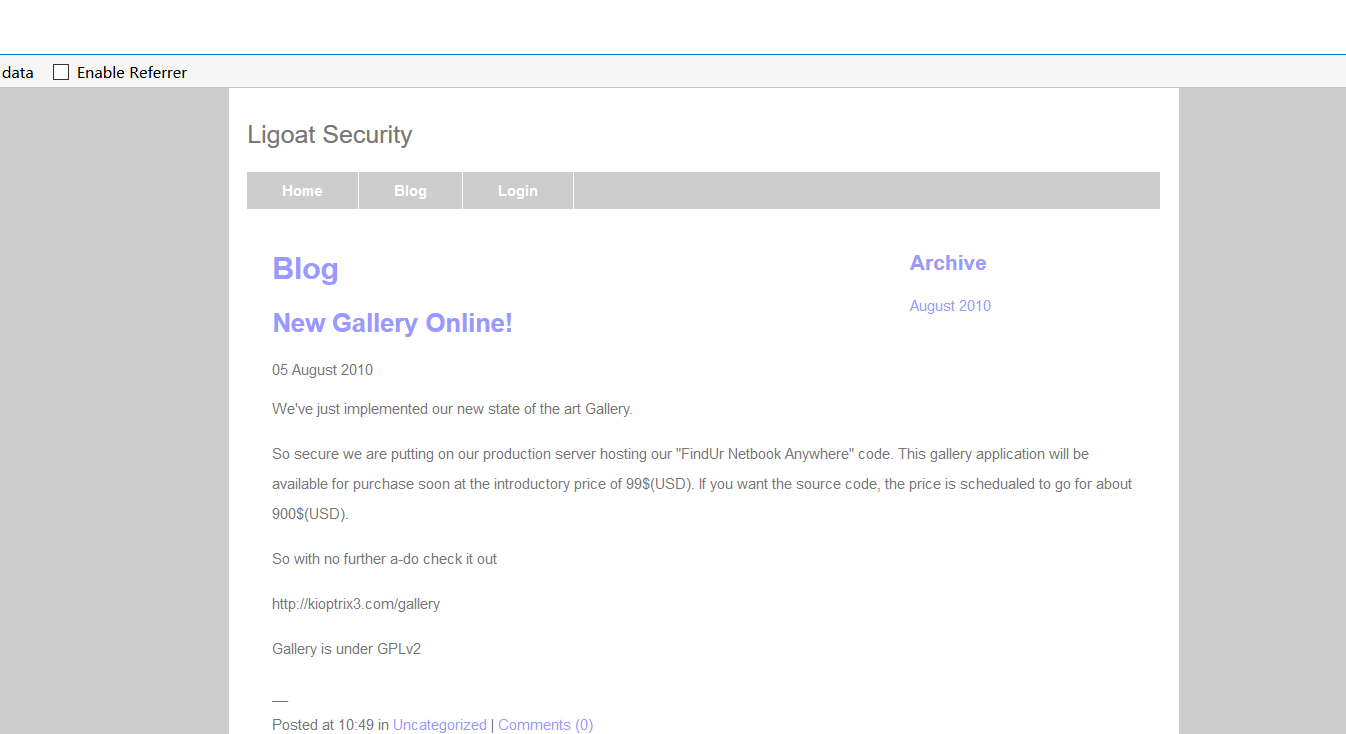 data Enable Referrer
Ligoat Security
Home Blog Login
Blog
New Gallery Online!
05 August 2010
We've just implemented our new state of the art Gallery.
So secure we are putting on our production server hosting our "FindUr Netbook Anywhere" code. This gallery application will be
available for purchase soon at the introductory price of 99$(USD). If you want the source code, the price is schedualed to go for about
900$(USD).
So with no further a-do check it out
http://kioptrix3.com/gallery
Gallery is under GPLv2
__
Posted at 10:49 in Uncategorized | Comments (0)
Archive
August 2010